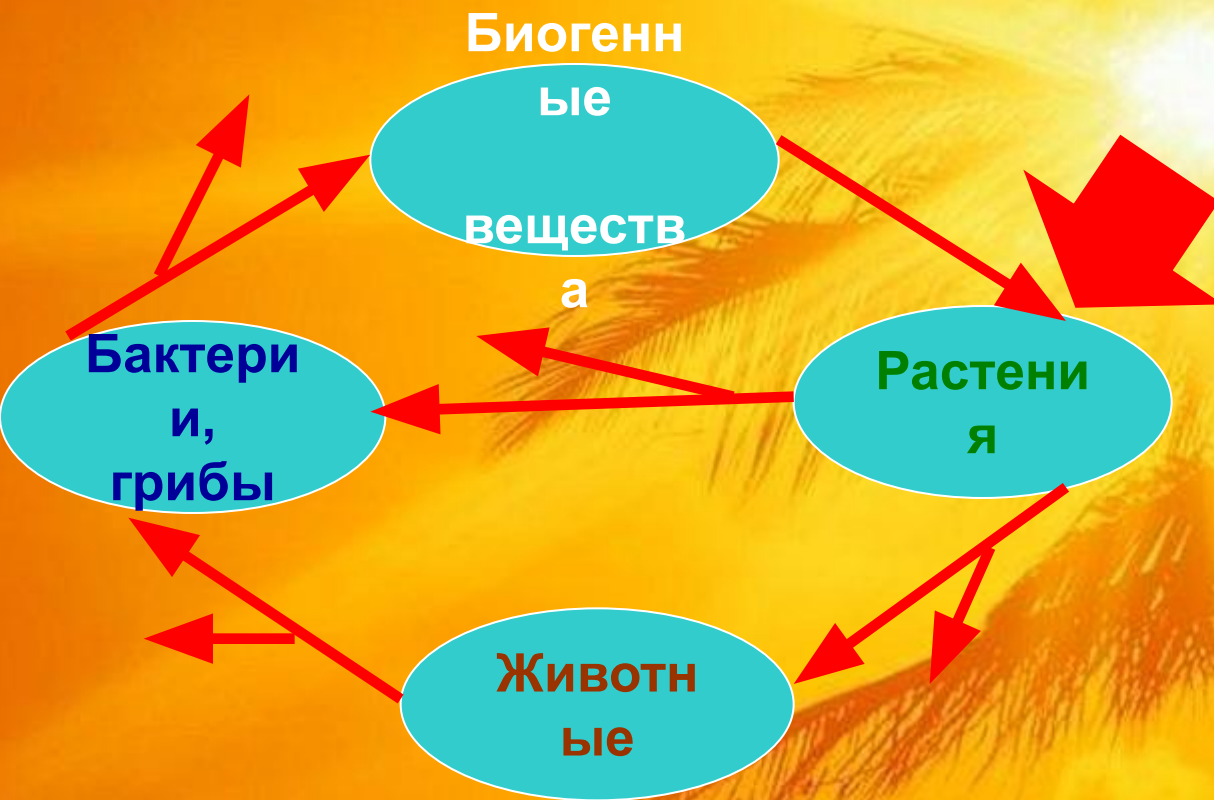 Биогенн
ые
веществ
а
Бактери
и,
грибы
Растени
я
Животн
ые